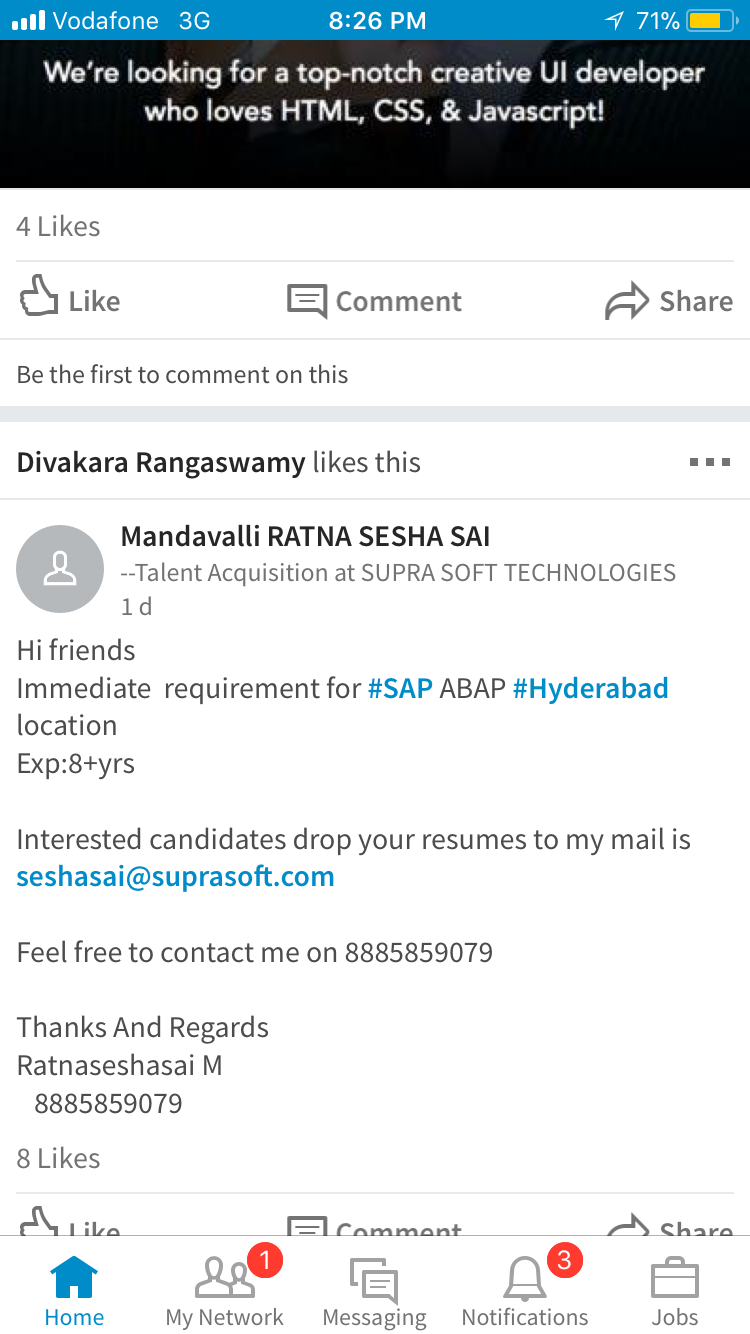 Vodafone 3G 8:26 PM 71%
We're looking for a top-notch creative UI developer
who loves HTML, CSS, & Javascript!
4 Likes
Like Comment Share
Be the first to comment on this
Divakara Rangaswamy likes this
Mandavalli RATNA SESHA SAI
--Talent Acquisition at SUPRA SOFT TECHNOLOGIES
1 d
Hi friends
Immediate  requirement for #SAP ABAP #Hyderabad
location
Exp:8+yrs
Interested candidates drop your resumes to my mail is
seshasai@suprasoft.com
Feel free to contact me on 8885859079
Thanks And Regards
Ratnaseshasai M
8885859079
8 Likes
Like Comment Share
1 3
Home My Network Messaging Notifications Jobs